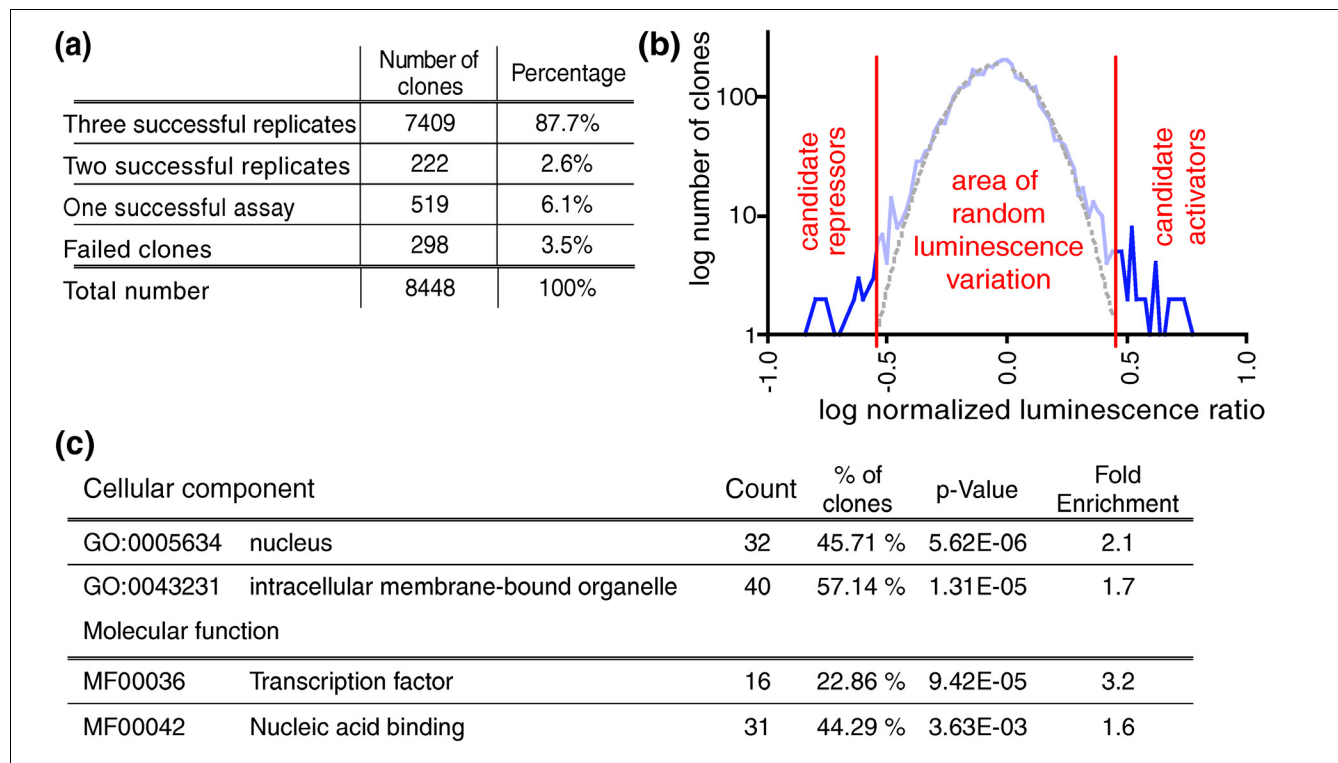 (a)
Number of clones Percentage
Three successful replicates 7409 87.7%
Two successful replicates 222 2.6%
One successful assay 519 6.1%
Failed clones 298 3.5%
Total number 8448 100%
(b)
log number of clones
100
10
1
candidate
repressors
area of
random
luminescence
variation
candidate
activators
-1.0 -0.5 0.0 0.5 1.0
log normalized luminescence ratio
(c)
Cellular component Count % of clones p-Value Fold Enrichment
GO:0005634 nucleus 32 45.71 % 5.62E-06 2.1
GO:0043231 intracellular membrane-bound organelle 40 57.14 % 1.31E-05 1.7
Molecular function
MF00036 Transcription factor 16 22.86 % 9.42E-05 3.2
MF00042 Nucleic acid binding 31 44.29 % 3.63E-03 1.6